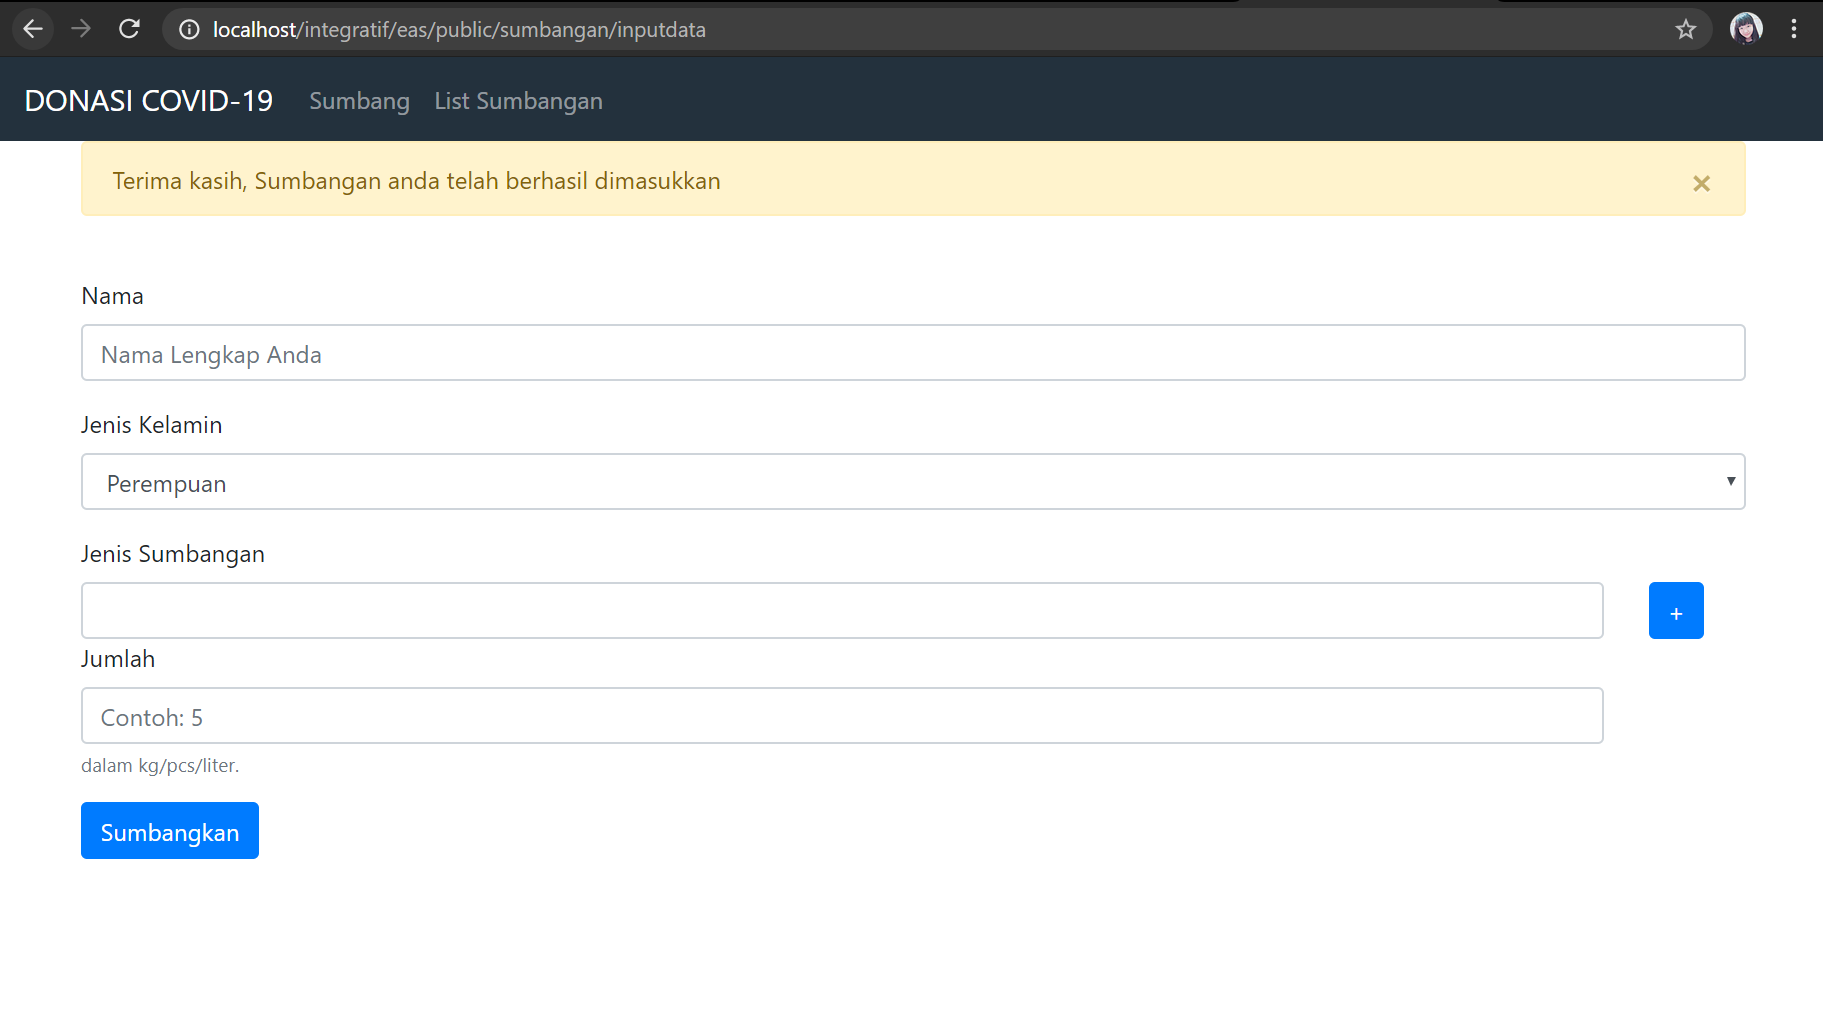 localhost/integratif/eas/public/sumbangan/inputdata
DONASI COVID-19 Sumbang List Sumbangan
Terima kasih, Sumbangan anda telah berhasil dimasukkan ×
Nama
Nama Lengkap Anda
Jenis Kelamin
Perempuan
Jenis Sumbangan
+
Jumlah
Contoh: 5
dalam kg/pcs/liter.
Sumbangkan